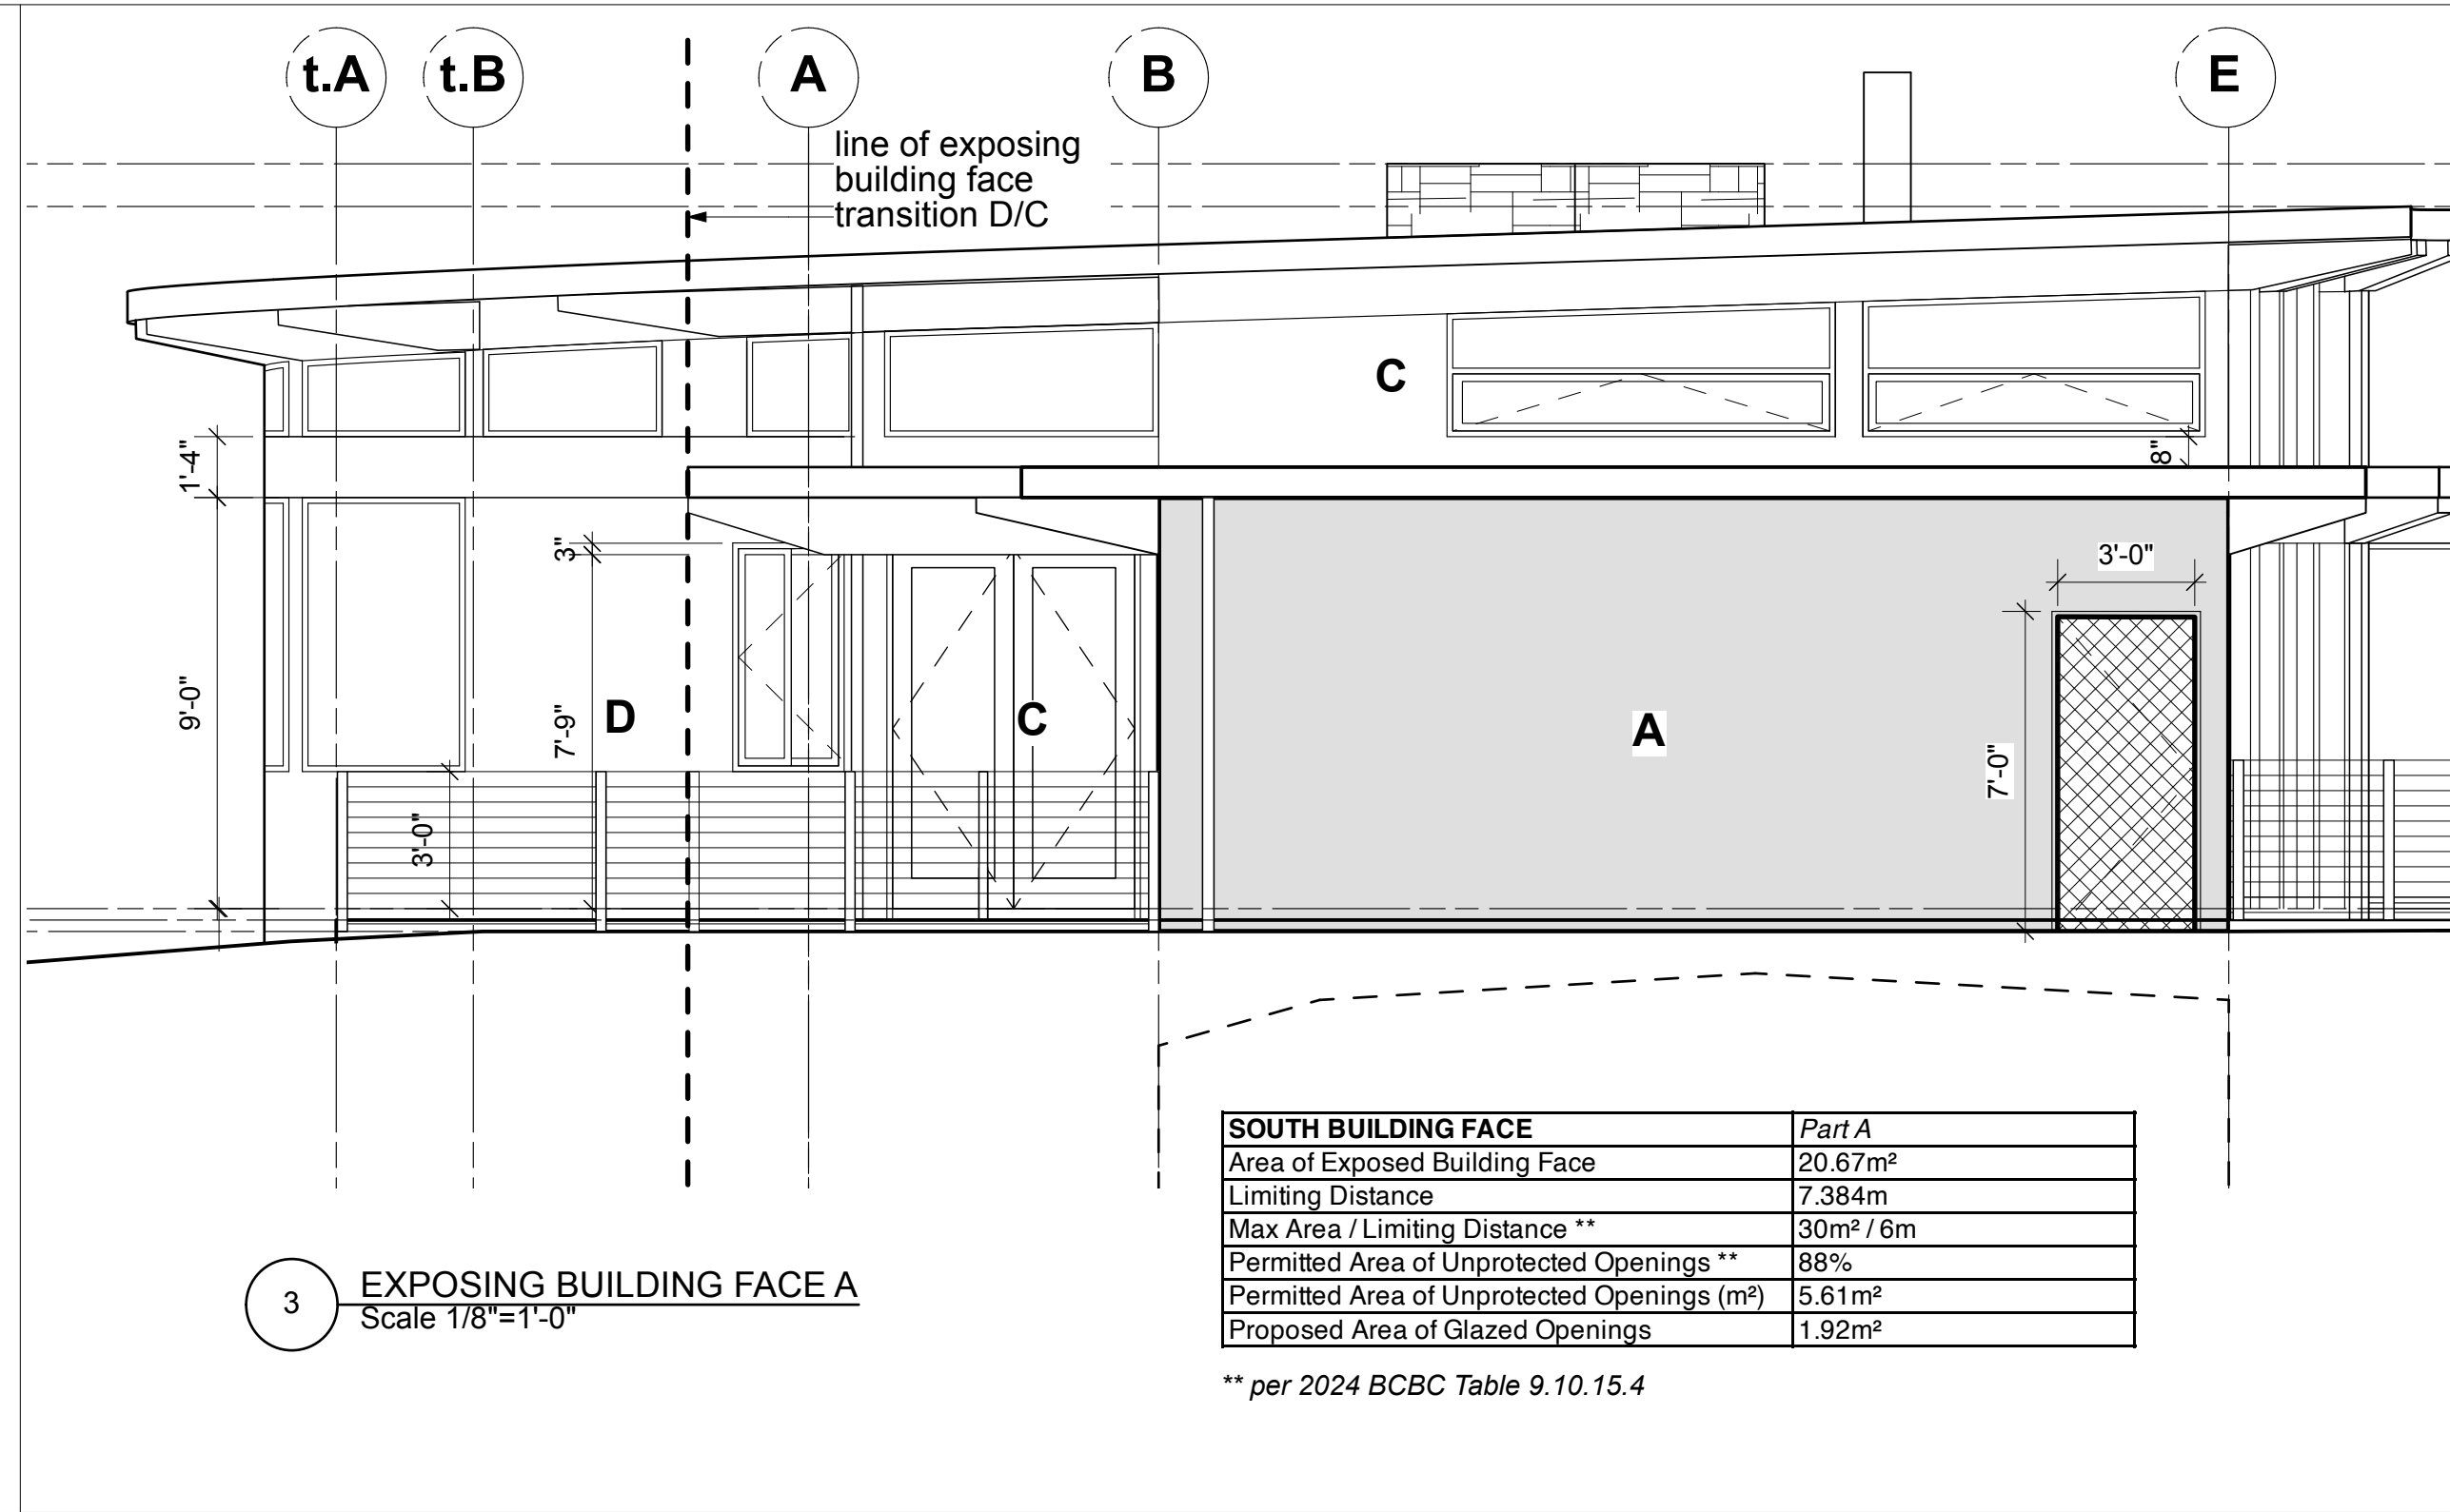 t.A
t.B
A
B
E
line of exposing
building face
transition D/C
C
1'-4"
8"
3"
3'-0"
9'-0"
7'-9"
D
C
A
7'-0"
3'-0"
SOUTH BUILDING FACE Part A
Area of Exposed Building Face 20.67m²
Limiting Distance 7.384m
Max Area / Limiting Distance ** 30m² / 6m
Permitted Area of Unprotected Openings ** 88%
Permitted Area of Unprotected Openings (m²) 5.61m²
Proposed Area of Glazed Openings 1.92m²
** per 2024 BCBC Table 9.10.15.4
3
EXPOSING BUILDING FACE A
Scale 1/8"=1'-0"